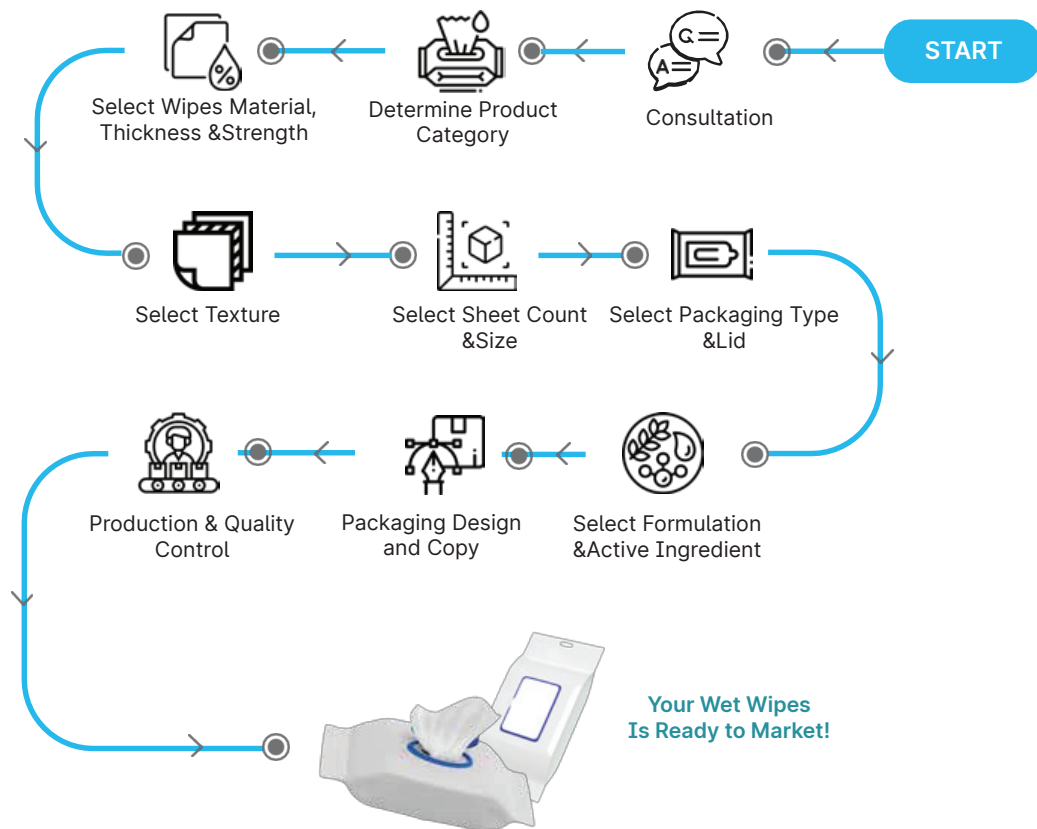 START
Consultation
Determine Product
Category
Select Wipes Material,
Thickness &Strength
Select Texture
Select Sheet Count
&Size
Select Packaging Type
&Lid
Select Formulation
&Active Ingredient
Packaging Design
and Copy
Production & Quality
Control
Your Wet Wipes
Is Ready to Market!
Q
A
%